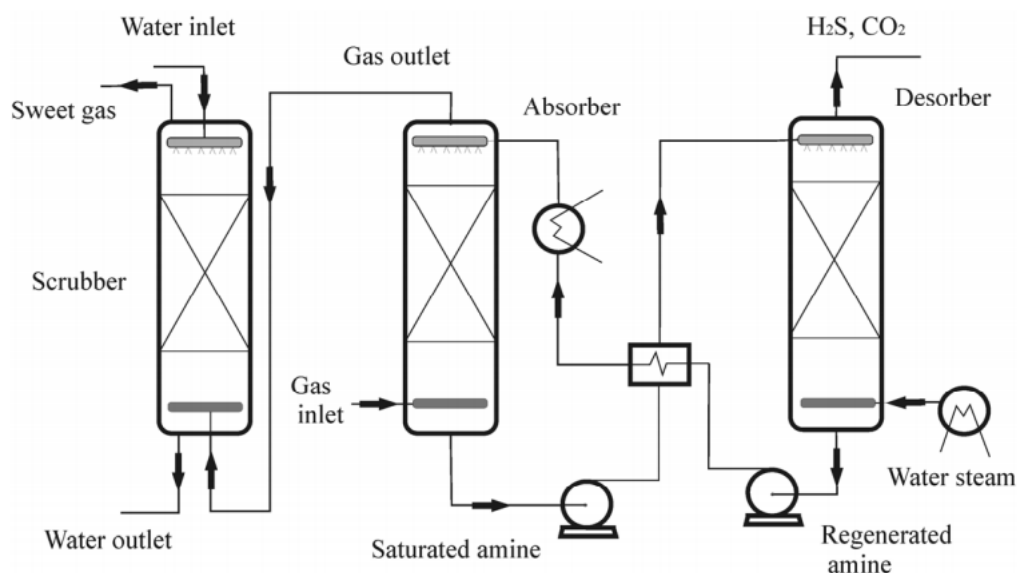 Water inlet
Sweet gas
Gas outlet
Absorber
H₂S, CO₂
Desorber
Scrubber
Gas
inlet
Water steam
Water outlet
Saturated amine
Regenerated
amine